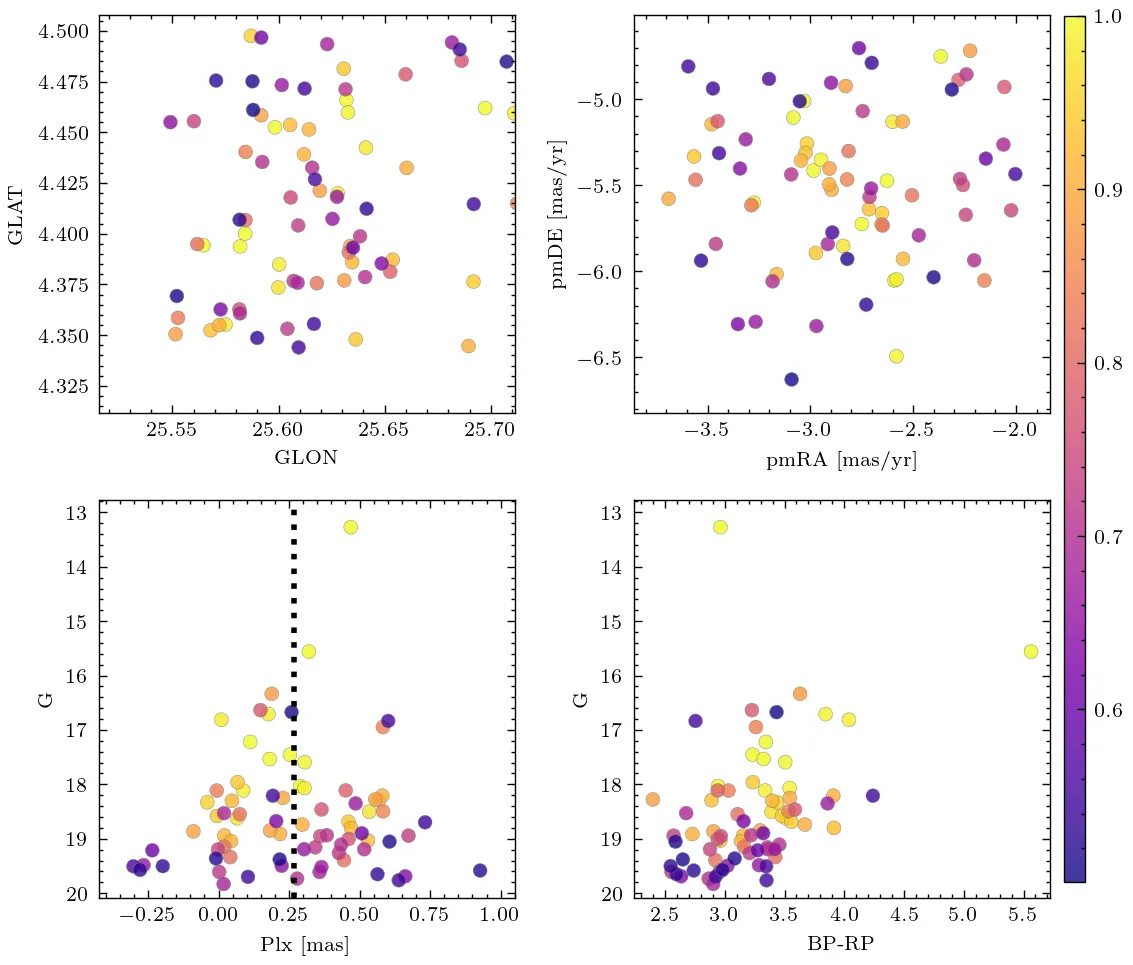 4.500
4.475
4.450
4.425
4.400
4.375
4.350
4.325
GLAT
25.55 25.60 25.65 25.70
GLON
−5.0
−5.5
−6.0
−6.5
pmDE [mas/yr]
−3.5 −3.0 −2.5 −2.0
pmRA [mas/yr]
1.0
0.9
0.8
0.7
0.6
13
14
15
16
17
18
19
20
G
−0.25 0.00 0.25 0.50 0.75 1.00
Plx [mas]
13
14
15
16
17
18
19
20
G
2.5 3.0 3.5 4.0 4.5 5.0 5.5
BP-RP